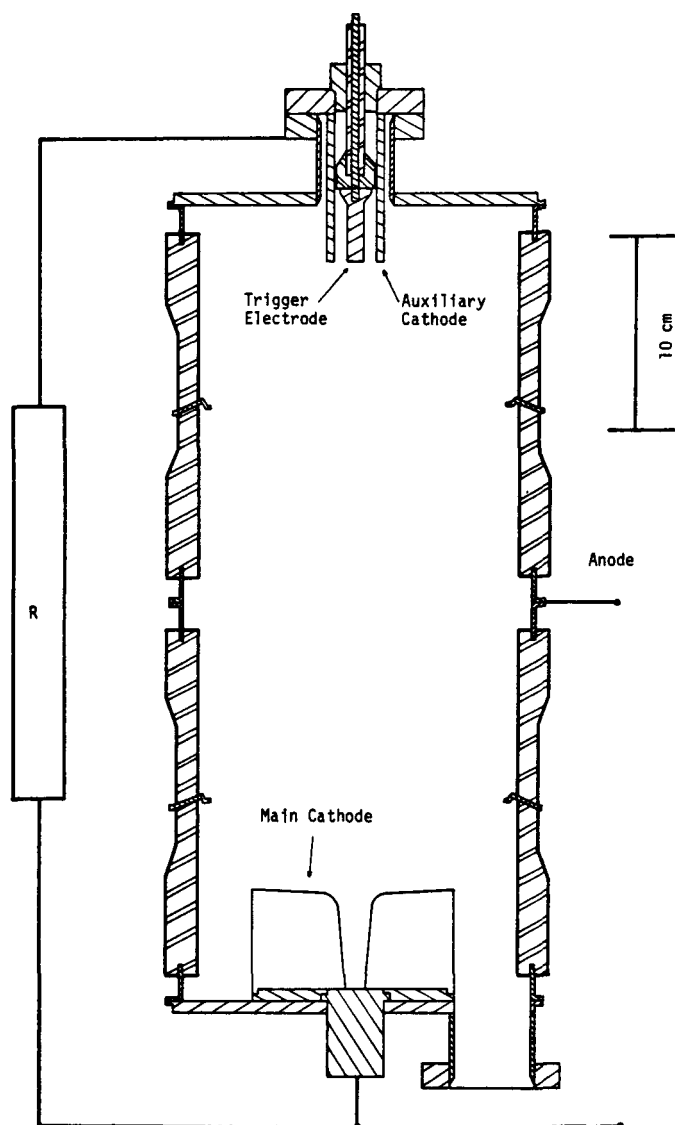 Trigger
Electrode
Auxiliary
Cathode
10 cm
Anode
R
Main Cathode